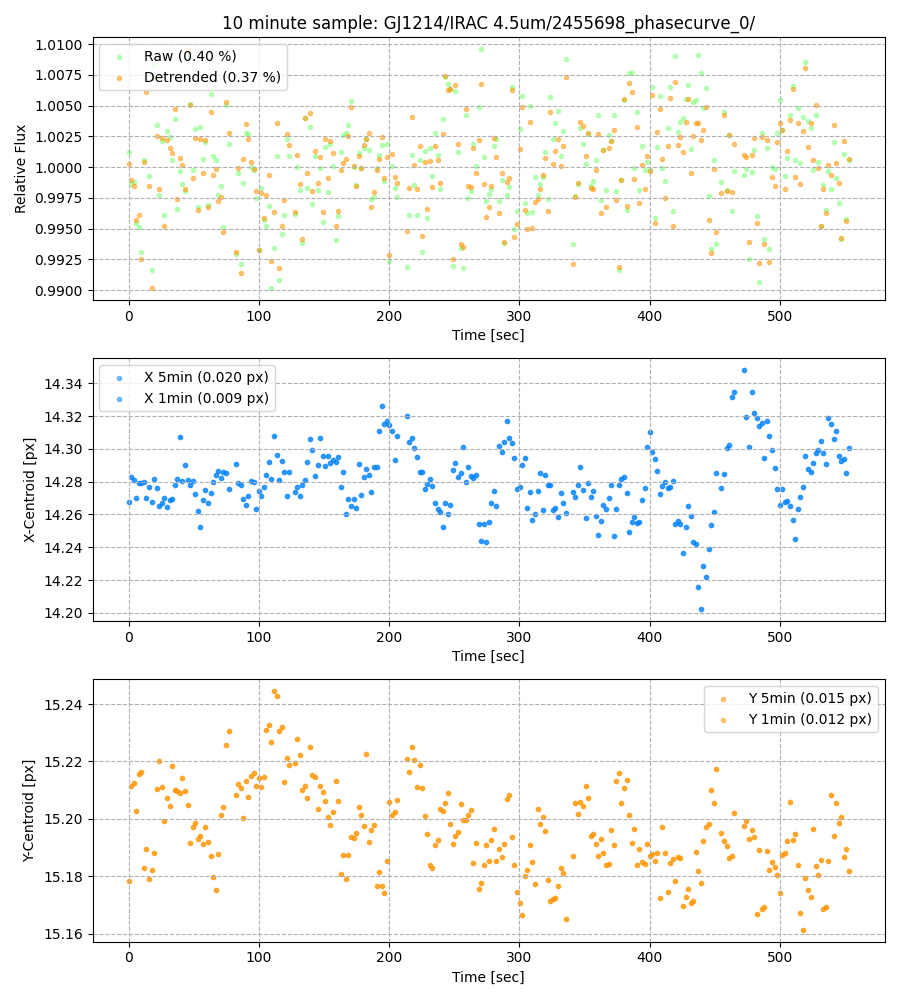 10 minute sample: GJ1214/IRAC 4.5um/2455698_phasecurve_0/
Relative Flux
1.0100
1.0075
1.0050
1.0025
1.0000
0.9975
0.9950
0.9925
0.9900
Raw (0.40 %)
Detrended (0.37 %)
0 100 200 300 400 500
Time [sec]
X-Centroid [px]
14.34
14.32
14.30
14.28
14.26
14.24
14.22
14.20
X 5min (0.020 px)
X 1min (0.009 px)
0 100 200 300 400 500
Time [sec]
Y-Centroid [px]
15.24
15.22
15.20
15.18
15.16
Y 5min (0.015 px)
Y 1min (0.012 px)
0 100 200 300 400 500
Time [sec]